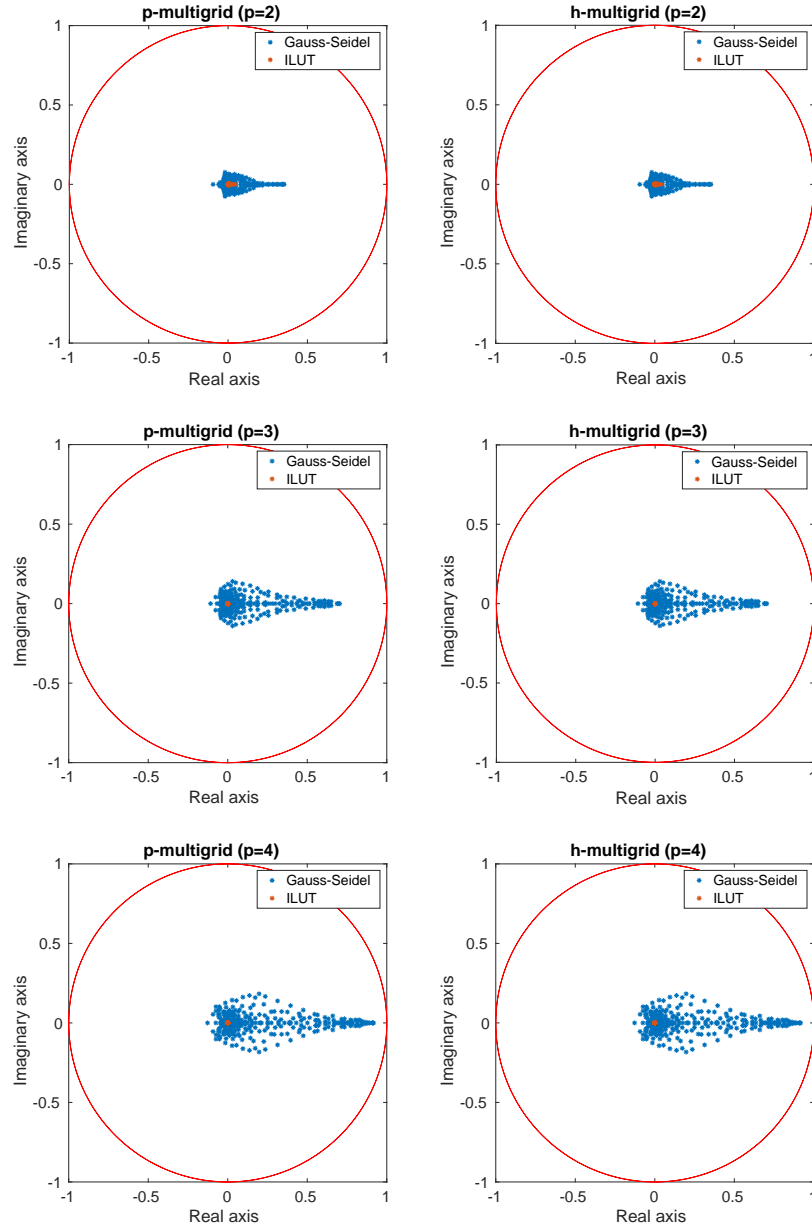 p-multigrid (p=2)
1
0.5
0
-0.5
-1
-1
-0.5
0
0.5
1
Imaginary axis
Real axis
Gauss-Seidel
ILUT
h-multigrid (p=2)
1
0.5
0
-0.5
-1
-1
-0.5
0
0.5
1
Imaginary axis
Real axis
Gauss-Seidel
ILUT
p-multigrid (p=3)
1
0.5
0
-0.5
-1
-1
-0.5
0
0.5
1
Imaginary axis
Real axis
Gauss-Seidel
ILUT
h-multigrid (p=3)
1
0.5
0
-0.5
-1
-1
-0.5
0
0.5
1
Imaginary axis
Real axis
Gauss-Seidel
ILUT
p-multigrid (p=4)
1
0.5
0
-0.5
-1
-1
-0.5
0
0.5
1
Imaginary axis
Real axis
Gauss-Seidel
ILUT
h-multigrid (p=4)
1
0.5
0
-0.5
-1
-1
-0.5
0
0.5
1
Imaginary axis
Real axis
Gauss-Seidel
ILUT